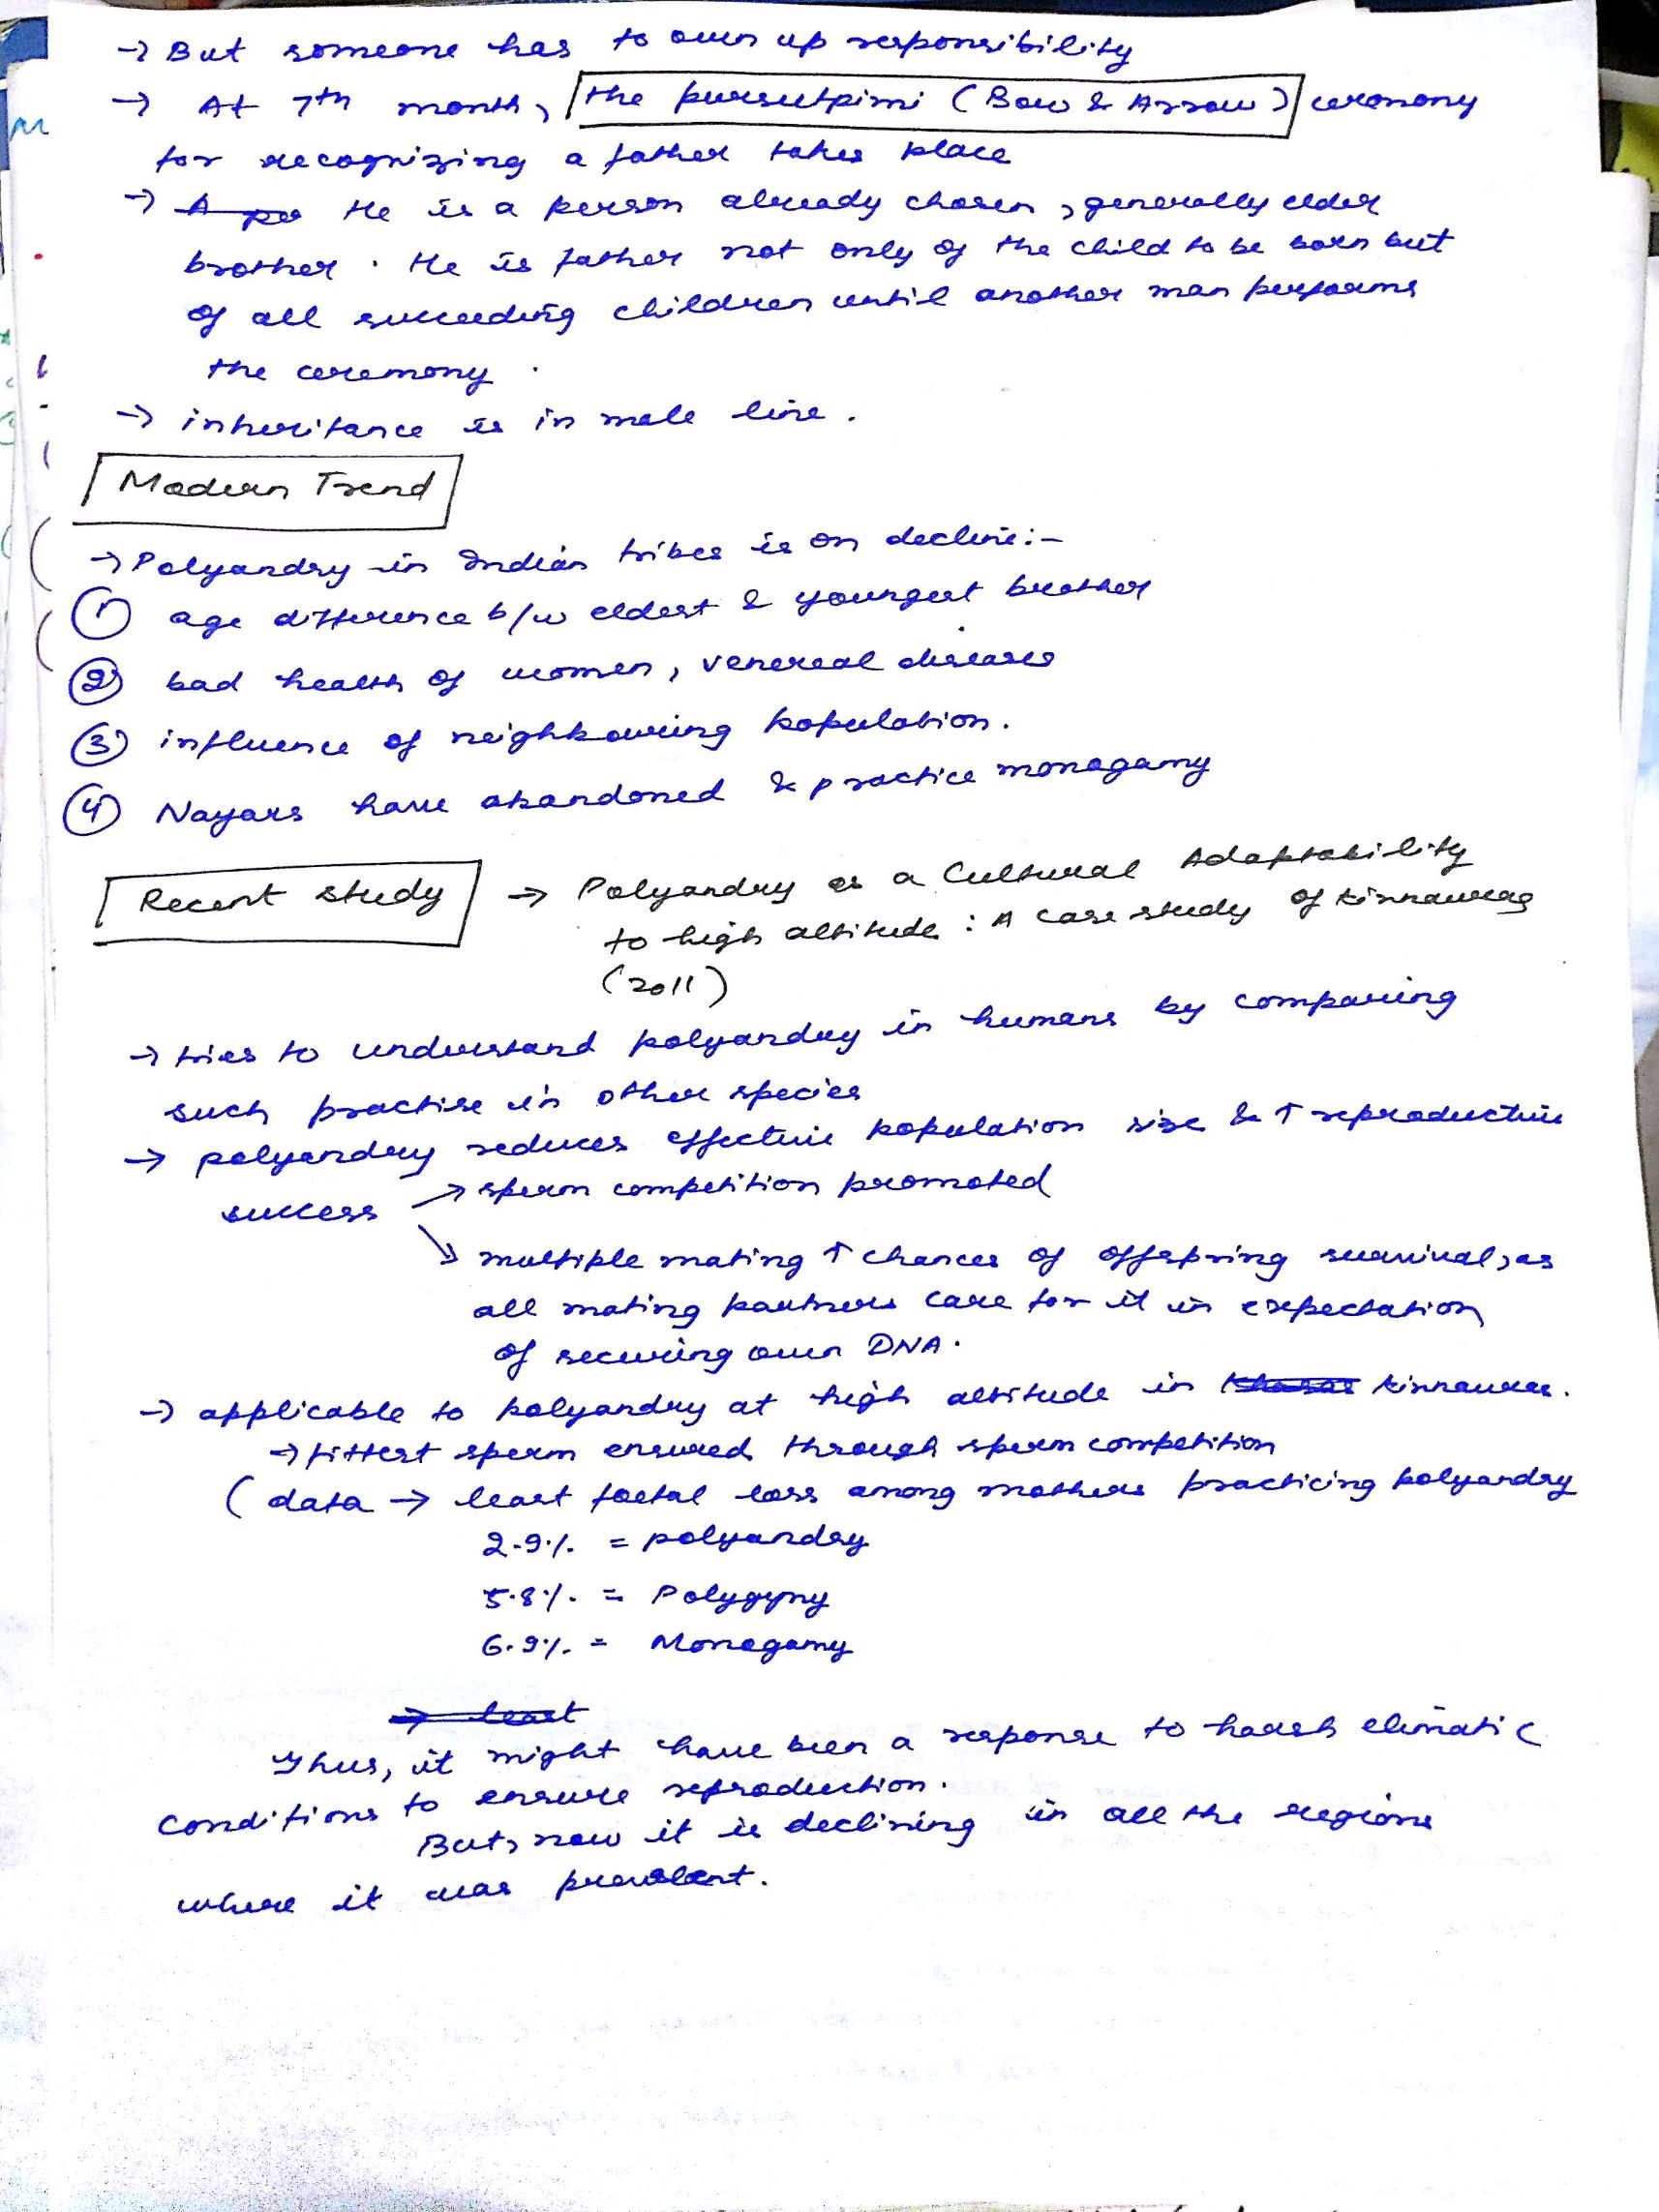 → But someone has to own up responsibility
→ At 7th month, the pursutpimi (Bow & Arrow) ceromony
for recognizing a father takes place
→ He is a person already chosen, generally elder
brother. He is father not only of the child to be born but
of all succeeding children until another man performs
the ceremony.
→ inheritance is in male line.
Modern Trend
→ Polyandry in Indian tribes is on decline:-
① age difference b/w eldest & youngest brother
② bad health of women, venereal diseases
③ influence of neighbouring population.
④ Nayars have abandoned & practice monogamy
Recent study → Polyandry as a Cultural Adaptability
to high altitude : A case study of Kinnauras
(2011)
→ tries to understand polyandry in humans by comparing
such practise in other species
→ polyandry reduces effective population size & ↑ reproductive
success → sperm competition promoted
↘ multiple mating ↑ chances of offspring survival, as
all mating partners care for it in expectation
of securing own DNA.
→ applicable to polyandry at high altitude in Kinnauras.
→ fittest sperm ensured through sperm competition
(data → least foetal loss among mothers practicing polyandry
2.9% = polyandry
5.8% = Polygyny
6.9% = Monogamy
→ least
Thus, it might have been a response to harsh climatic
conditions to ensure reproduction.
But, now it is declining in all the regions
where it was prevalent.